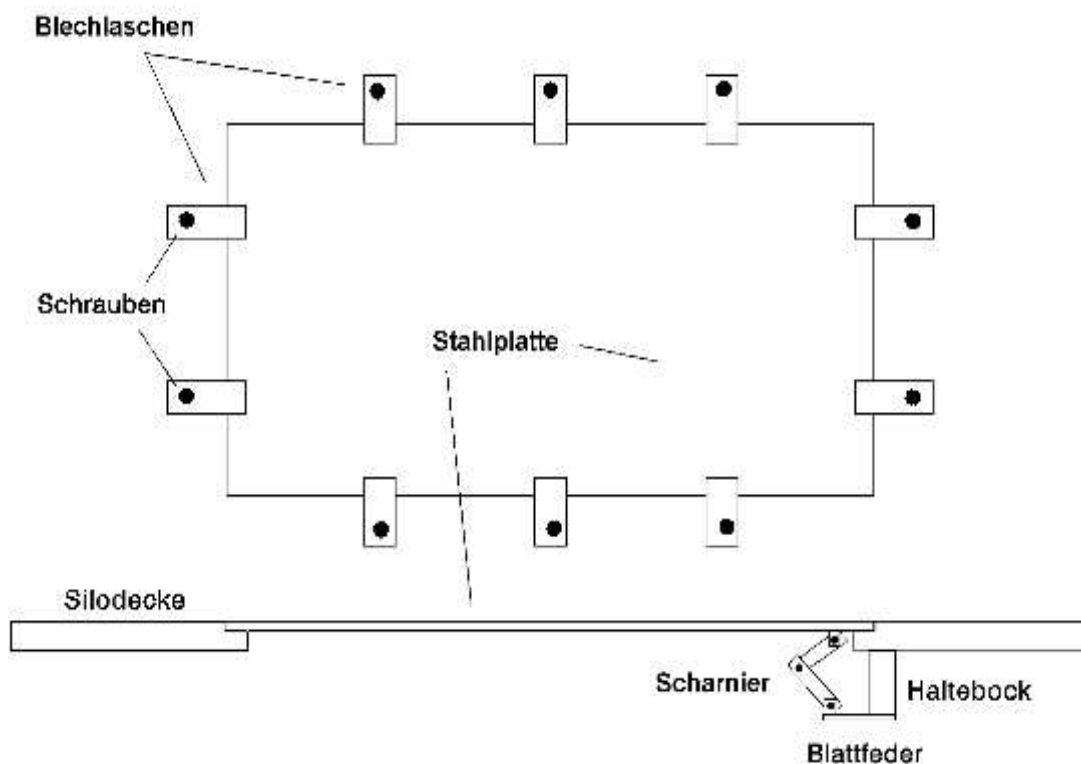 Blechlaschen
Schrauben
Stahlplatte
Silodecke
Scharnier
Haltebock
Blattfeder